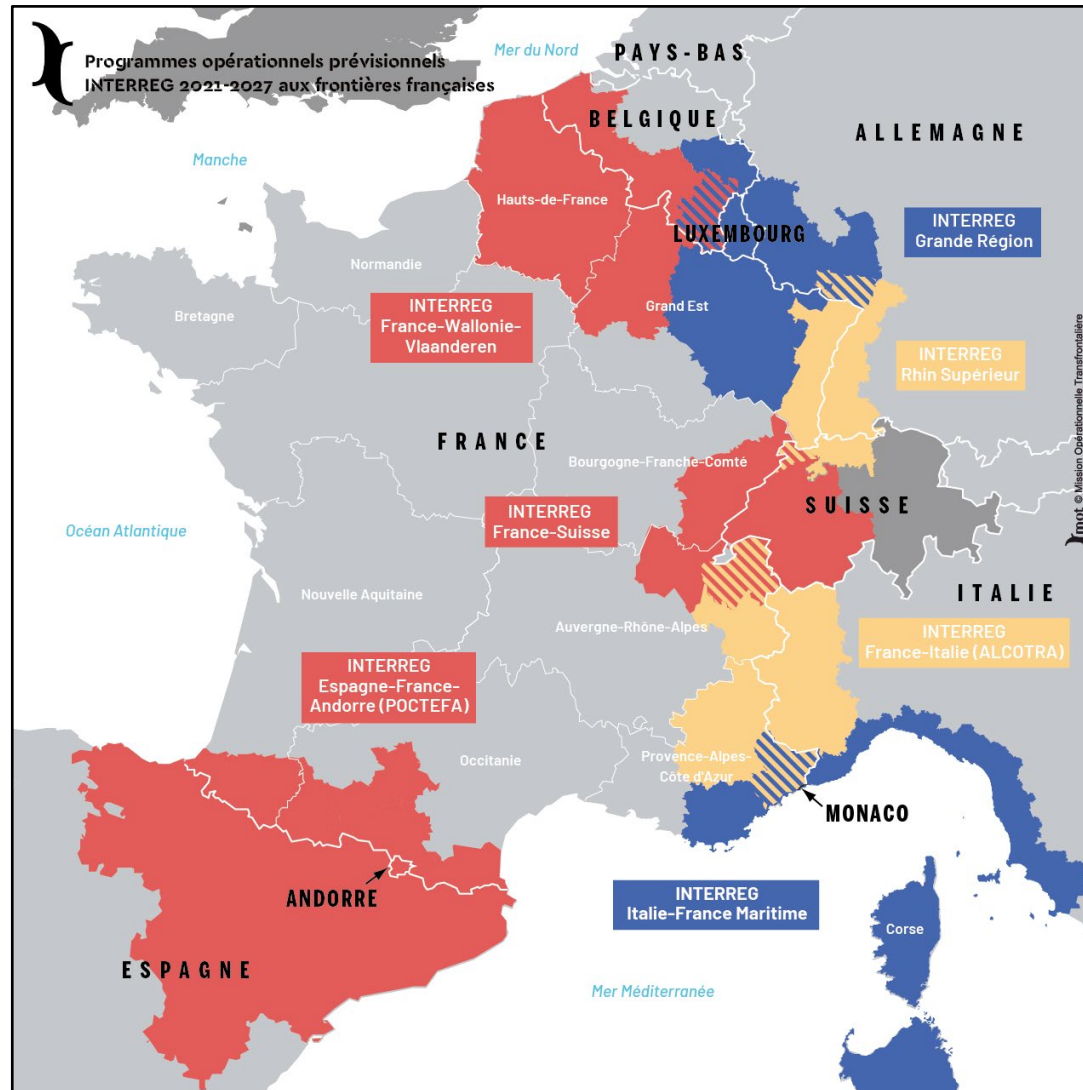 Programmes opérationnels prévisionnels
INTERREG 2021-2027 aux frontières françaises
Mer du Nord
PAYS-BAS
BELGIQUE
ALLEMAGNE
Manche
Hauts-de-France
INTERREG
Grande Région
LUXEMBOURG
Normandie
INTERREG
France-Wallonie-
Vlaanderen
Grand Est
Bretagne
INTERREG
Rhin Supérieur
FRANCE
Bourgogne-Franche-Comté
INTERREG
France-Suisse
SUISSE
Océan Atlantique
mot © Mission Opérationnelle Transfrontalière
ITALIE
Nouvelle Aquitaine
Auvergne-Rhône-Alpes
INTERREG
France-Italie (ALCOTRA)
INTERREG
Espagne-France-
Andorre (POCTEFA)
Occitanie
Provence-Alpes-
Côte d'Azur
MONACO
ANDORRE
INTERREG
Italie-France Maritime
Corse
ESPAGNE
Mer Méditerranée